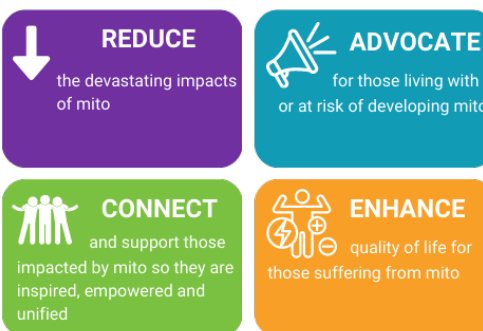 REDUCE
the devastating impacts
of mito
ADVOCATE
for those living with
or at risk of developing mito
CONNECT
and support those
impacted by mito so they are
inspired, empowered and
unified
ENHANCE
quality of life for
those suffering from mito